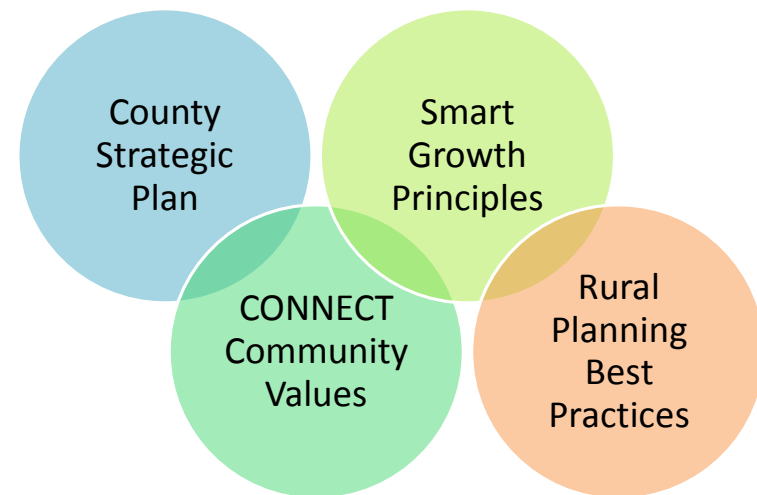 County
Strategic
Plan
Smart
Growth
Principles
CONNECT
Community
Values
Rural
Planning
Best
Practices